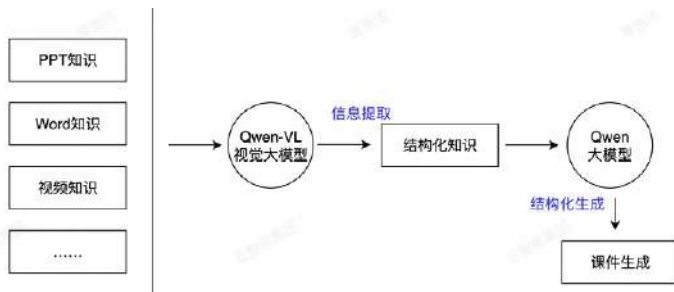 PPT知识
Word知识
视频知识
......
Qwen-VL
视觉大模型
信息提取
结构化知识
Qwen
大模型
结构化生成
课件生成